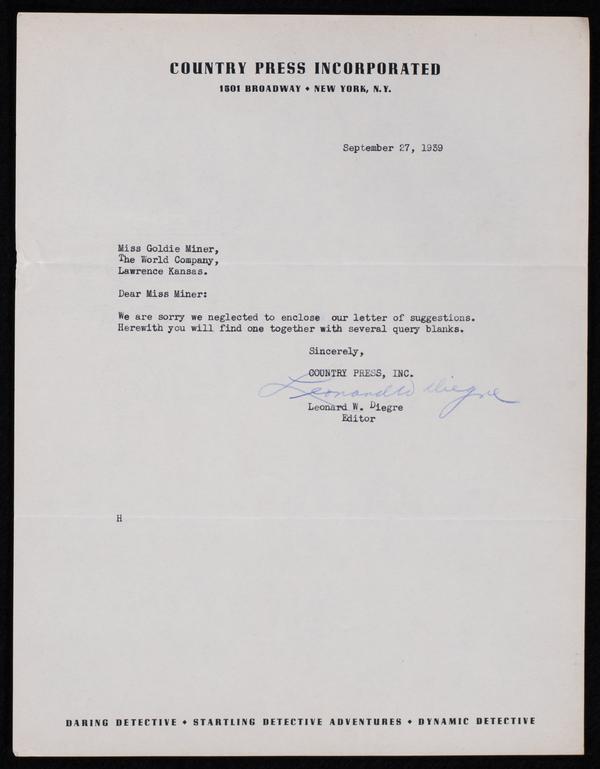 COUNTRY PRESS INCORPORATED
1501 BROADWAY • NEW YORK, N.Y.
September 27, 1939
Miss Goldie Miner,
The World Company,
Lawrence Kansas.
Dear Miss Miner:
We are sorry we neglected to enclose our letter of suggestions.
Herewith you will find one together with several query blanks.
Sincerely,
COUNTRY PRESS, INC.
Leonard W Diegre
Leonard W. Diegre
Editor
H
DARING DETECTIVE • STARTLING DETECTIVE ADVENTURES • DYNAMIC DETECTIVE